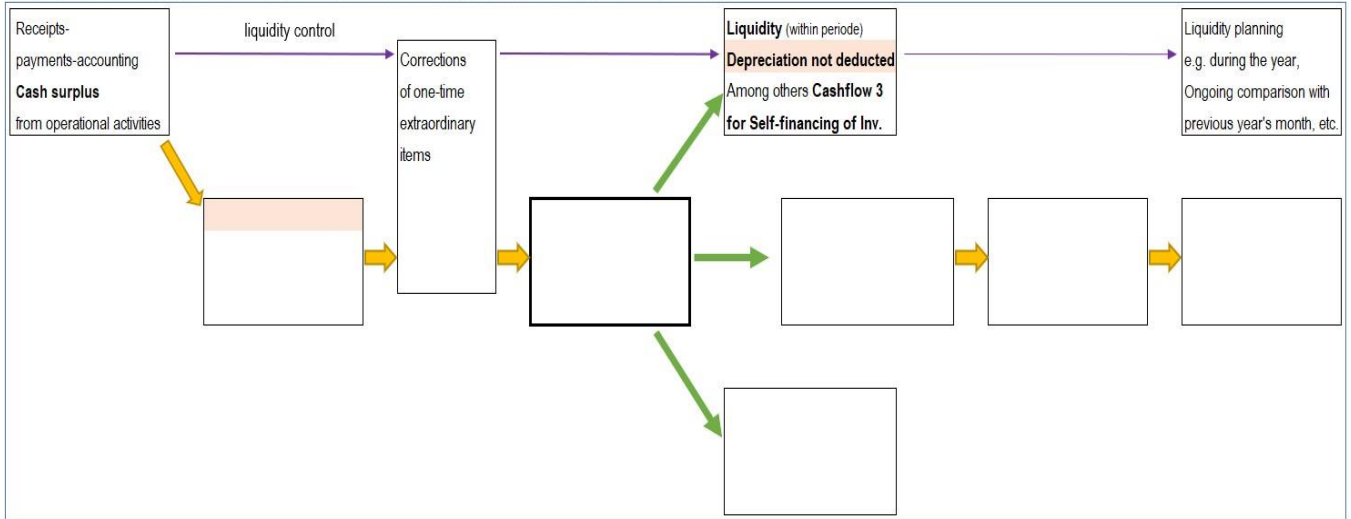 Receipts-
payments-accounting
Cash surplus
from operational activities
liquidity control
Corrections
of one-time
extraordinary
items
Liquidity (within periode)
Depreciation not deducted
Among others Cashflow 3
for Self-financing of Inv.
Liquidity planning
e.g. during the year,
Ongoing comparison with
previous year's month, etc.